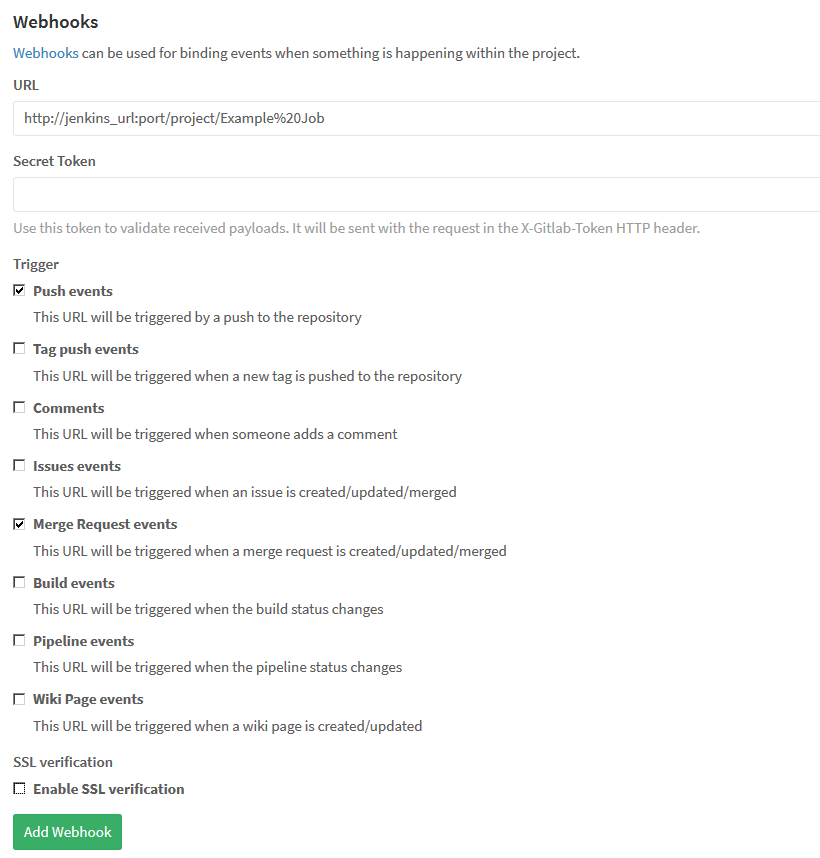 Webhooks
Webhooks can be used for binding events when something is happening within the project.
URL
http://jenkins_url:port/project/Example%20Job
Secret Token
Use this token to validate received payloads. It will be sent with the request in the X-Gitlab-Token HTTP header.
Trigger
Push events
This URL will be triggered by a push to the repository
Tag push events
This URL will be triggered when a new tag is pushed to the repository
Comments
This URL will be triggered when someone adds a comment
Issues events
This URL will be triggered when an issue is created/updated/merged
Merge Request events
This URL will be triggered when a merge request is created/updated/merged
Build events
This URL will be triggered when the build status changes
Pipeline events
This URL will be triggered when the pipeline status changes
Wiki Page events
This URL will be triggered when a wiki page is created/updated
SSL verification
Enable SSL verification
Add Webhook